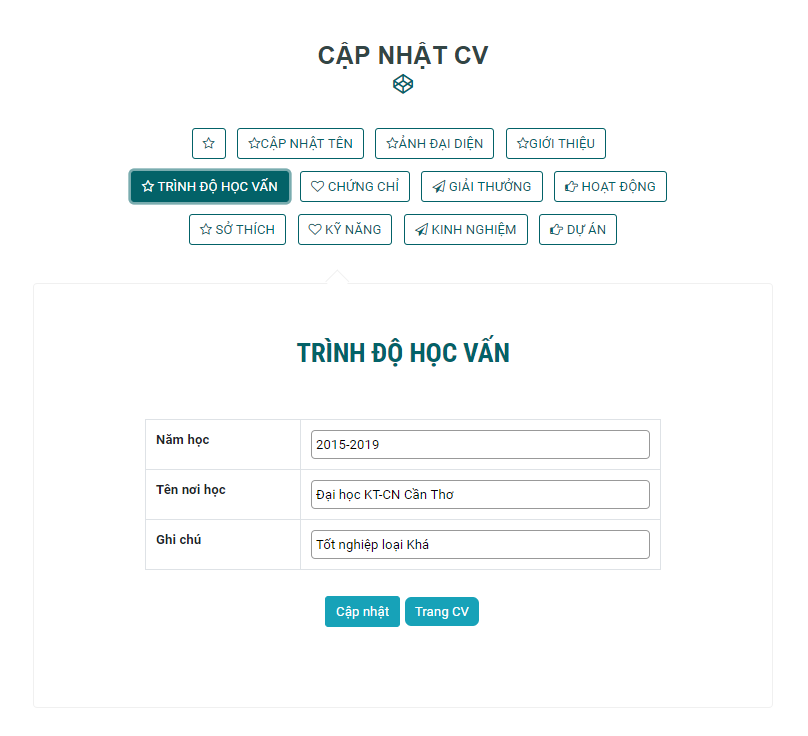 CẬP NHẬT CV
CẬP NHẬT TÊN ẢNH ĐẠI DIỆN GIỚI THIỆU
TRÌNH ĐỘ HỌC VẤN CHỨNG CHỈ GIẢI THƯỞNG HOẠT ĐỘNG
SỞ THÍCH KỸ NĂNG KINH NGHIỆM DỰ ÁN
TRÌNH ĐỘ HỌC VẤN
Năm học 2015-2019
Tên nơi học Đại học KT-CN Cần Thơ
Ghi chú Tốt nghiệp loại Khá
Cập nhật Trang CV